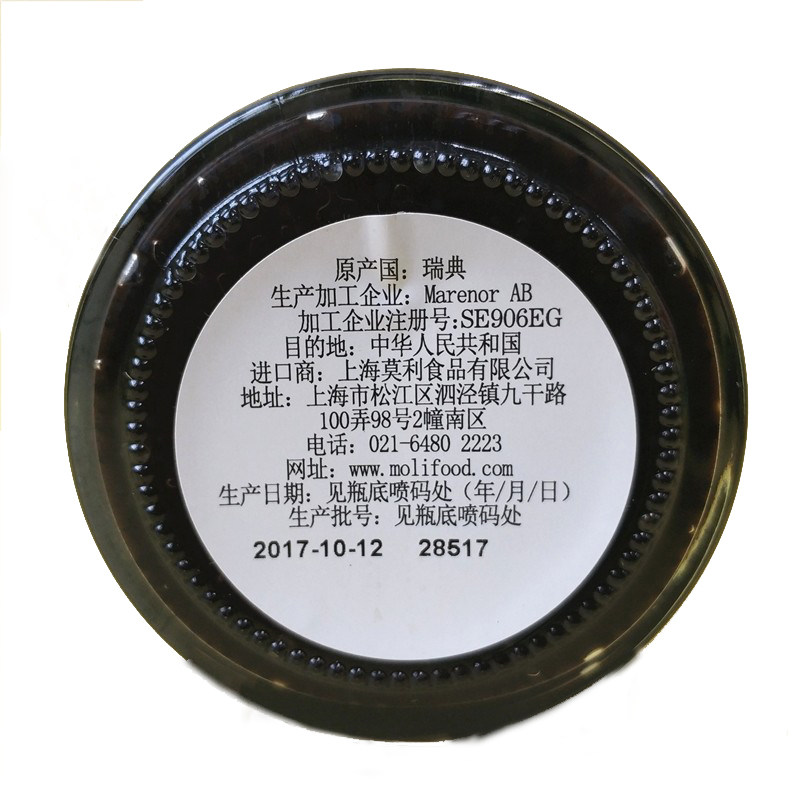 原产国：瑞典
生产加工企业：Marenor AB
加工企业注册号:SE906EG
目的地：中华人民共和国
进口商：上海莫利食品有限公司
地址：上海市松江区泗泾镇九干路
100弄98号2幢南区
电话：021-6480 2223
网址：www.molifood.com
生产日期：见瓶底喷码处（年/月/日）
生产批号：见瓶底喷码处
2017-10-12 28517